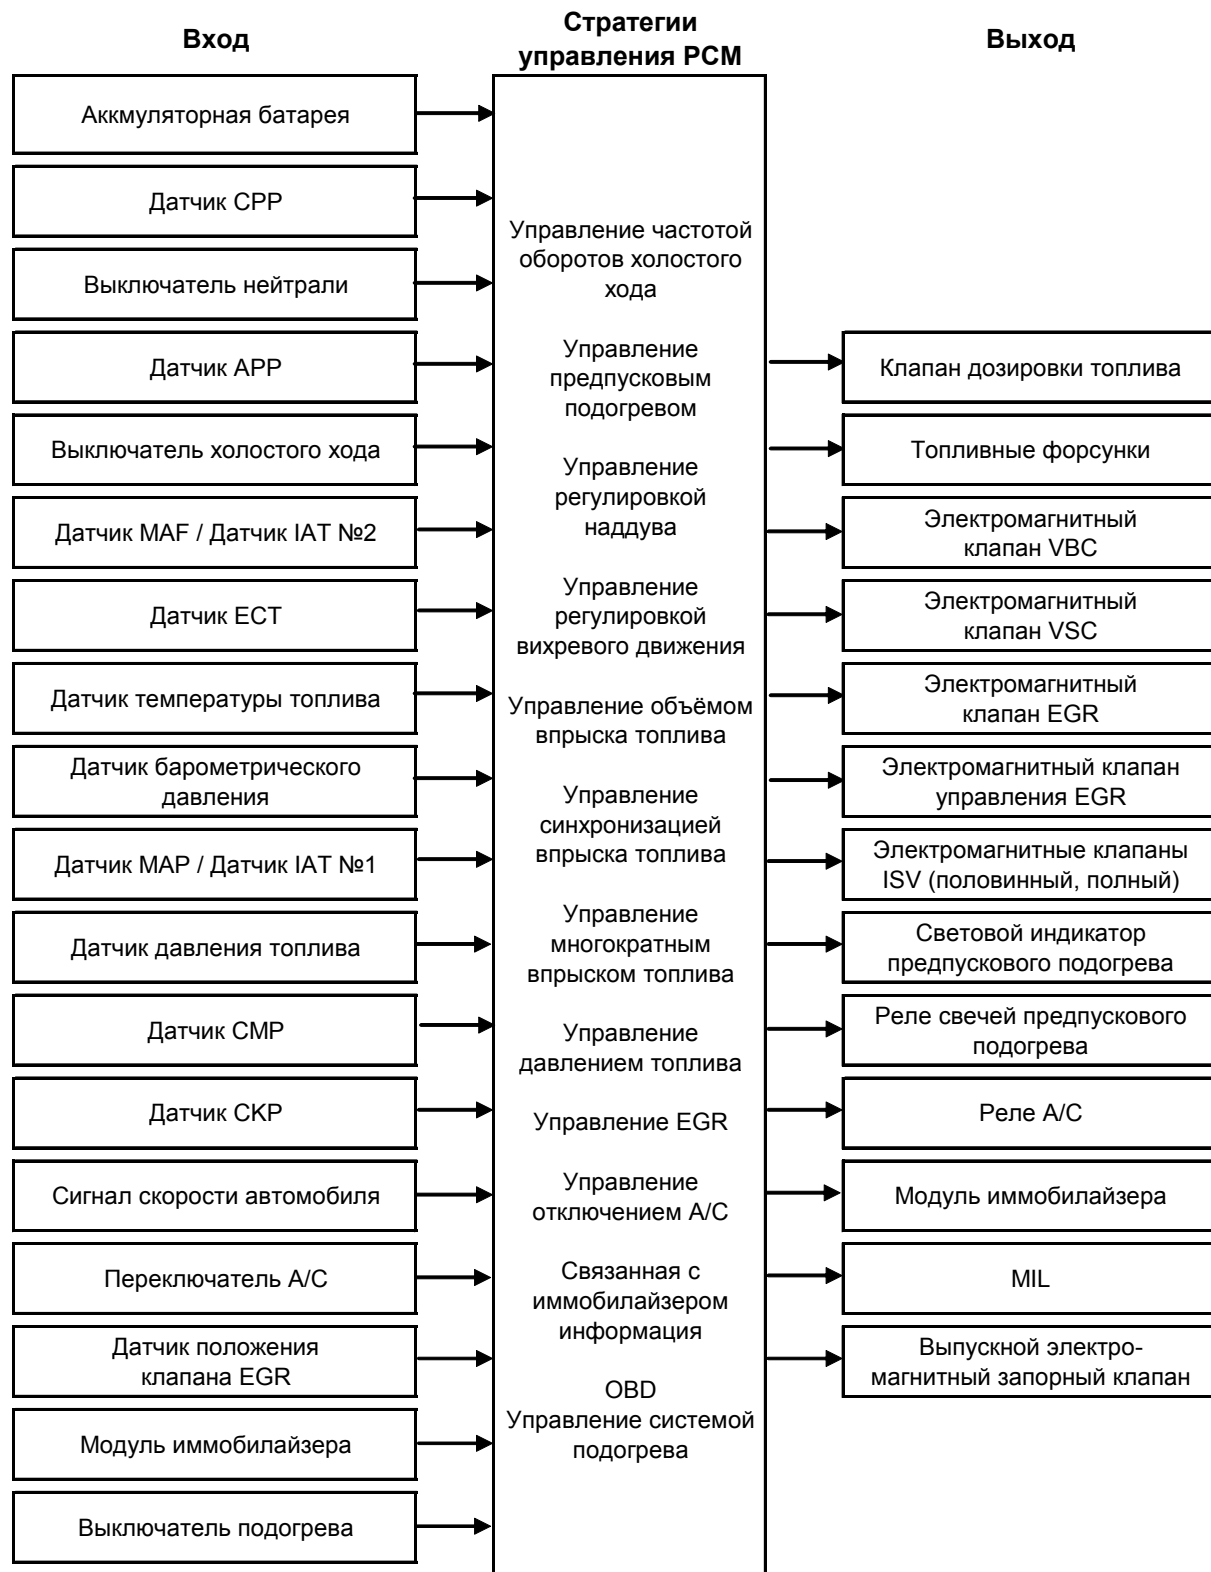 Вход
Стратегии
управления PCM
Выход
Аккмуляторная батарея
Датчик CPP
Выключатель нейтрали
Датчик APP
Выключатель холостого хода
Датчик MAF / Датчик IAT №2
Датчик ECT
Датчик температуры топлива
Датчик барометрического
давления
Датчик MAP / Датчик IAT №1
Датчик давления топлива
Датчик CMP
Датчик CKP
Сигнал скорости автомобиля
Переключатель A/C
Датчик положения
клапана EGR
Модуль иммобилайзера
Выключатель подогрева
Управление частотой
оборотов холостого
хода
Управление
предпусковым
подогревом
Управление
регулировкой
наддува
Управление
регулировкой
вихревого движения
Управление объёмом
впрыска топлива
Управление
синхронизацией
впрыска топлива
Управление
многократным
впрыском топлива
Управление
давлением топлива
Управление EGR
Управление
отключением A/C
Связанная с
иммобилайзером
информация
OBD
Управление системой
подогрева
Клапан дозировки топлива
Топливные форсунки
Электромагнитный
клапан VBC
Электромагнитный
клапан VSC
Электромагнитный
клапан EGR
Электромагнитный клапан
управления EGR
Электромагнитные клапаны
ISV (половинный, полный)
Световой индикатор
предпускового подогрева
Реле свечей предпускового
подогрева
Реле A/C
Модуль иммобилайзера
MIL
Выпускной электро-
магнитный запорный клапан